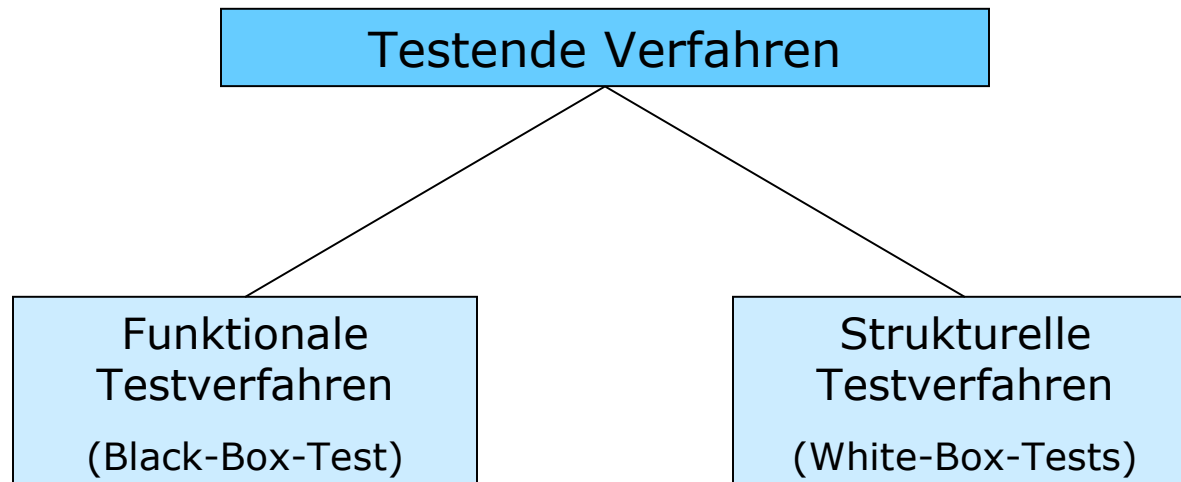 Testende Verfahren
Funktionale
Testverfahren
(Black-Box-Test)
Strukturelle
Testverfahren
(White-Box-Tests)